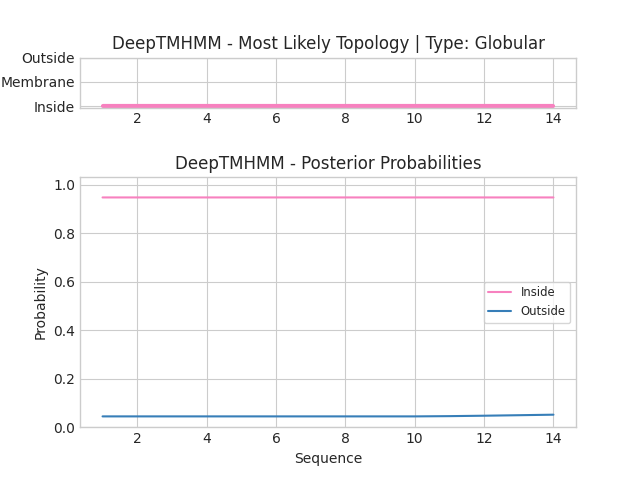 DeepTMHMM - Most Likely Topology | Type: Globular
Outside
Membrane
Inside
2 4 6 8 10 12 14
DeepTMHMM - Posterior Probabilities
1.0
0.8
0.6
0.4
0.2
0.0
Probability
Inside
Outside
2 4 6 8 10 12 14
Sequence